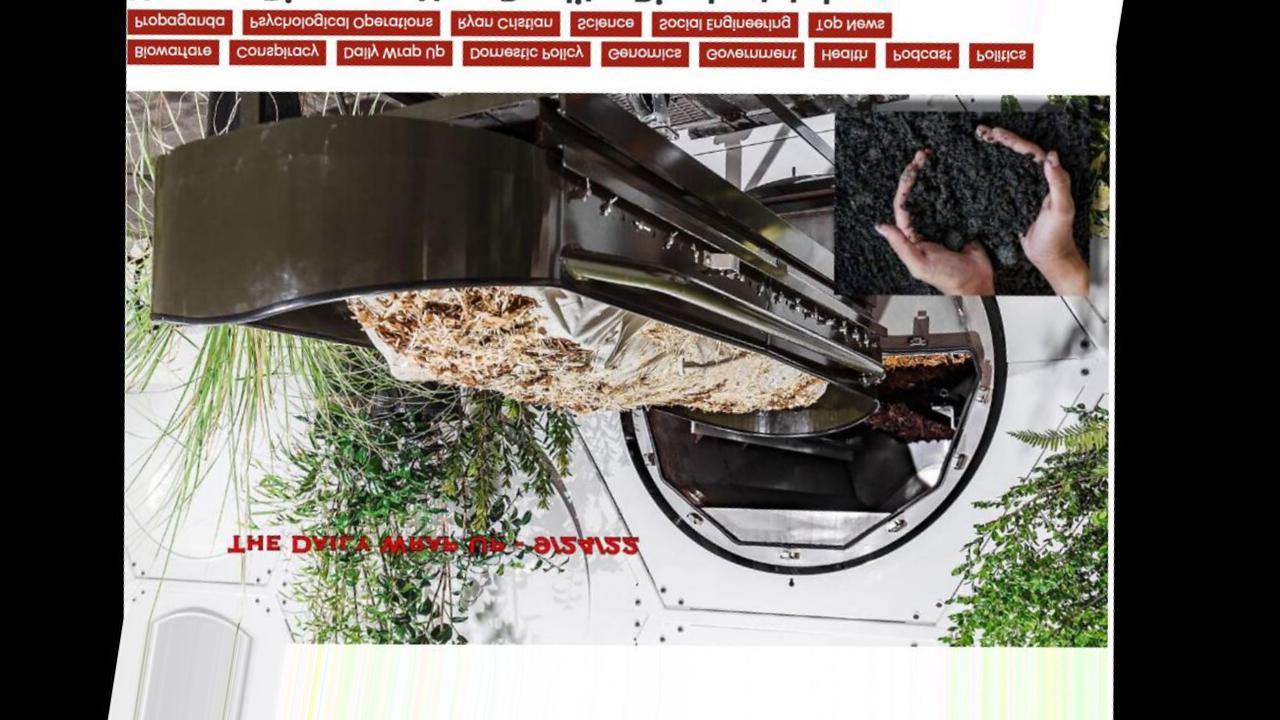 THE DAILY WRAP UP - 9/24/22
Biowarfare Conspiracy Daily Wrap Up Domestic Policy Genomics Government Health Podcast Politics
Propaganda Psychological Operations Ryan Cristian Science Social Engineering Top News